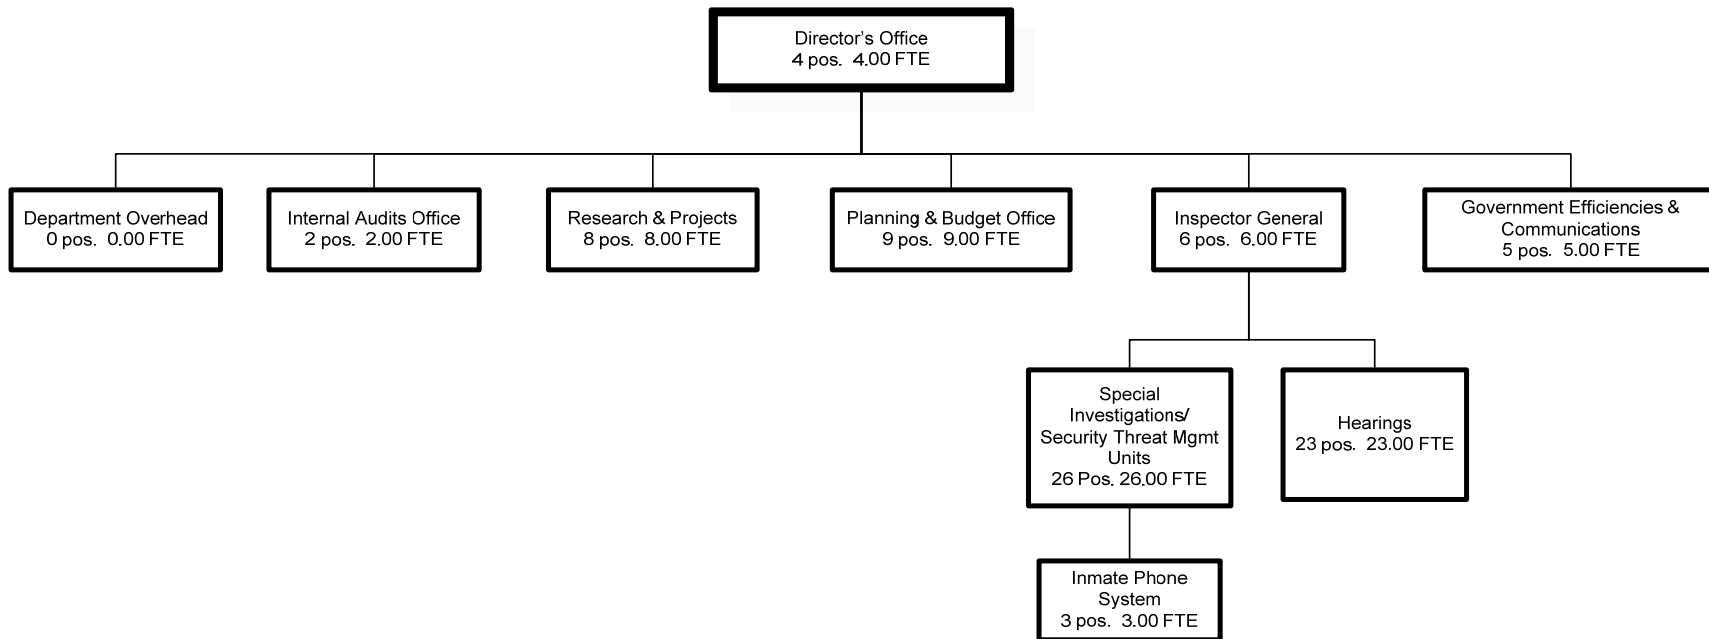 Director's Office
4 pos. 4.00 FTE
Department Overhead
0 pos. 0.00 FTE
Internal Audits Office
2 pos. 2.00 FTE
Research & Projects
8 pos. 8.00 FTE
Planning & Budget Office
9 pos. 9.00 FTE
Inspector General
6 pos. 6.00 FTE
Government Efficiencies &
Communications
5 pos. 5.00 FTE
Special
Investigations/
Security Threat Mgmt
Units
26 Pos. 26.00 FTE
Hearings
23 pos. 23.00 FTE
Inmate Phone
System
3 pos. 3.00 FTE